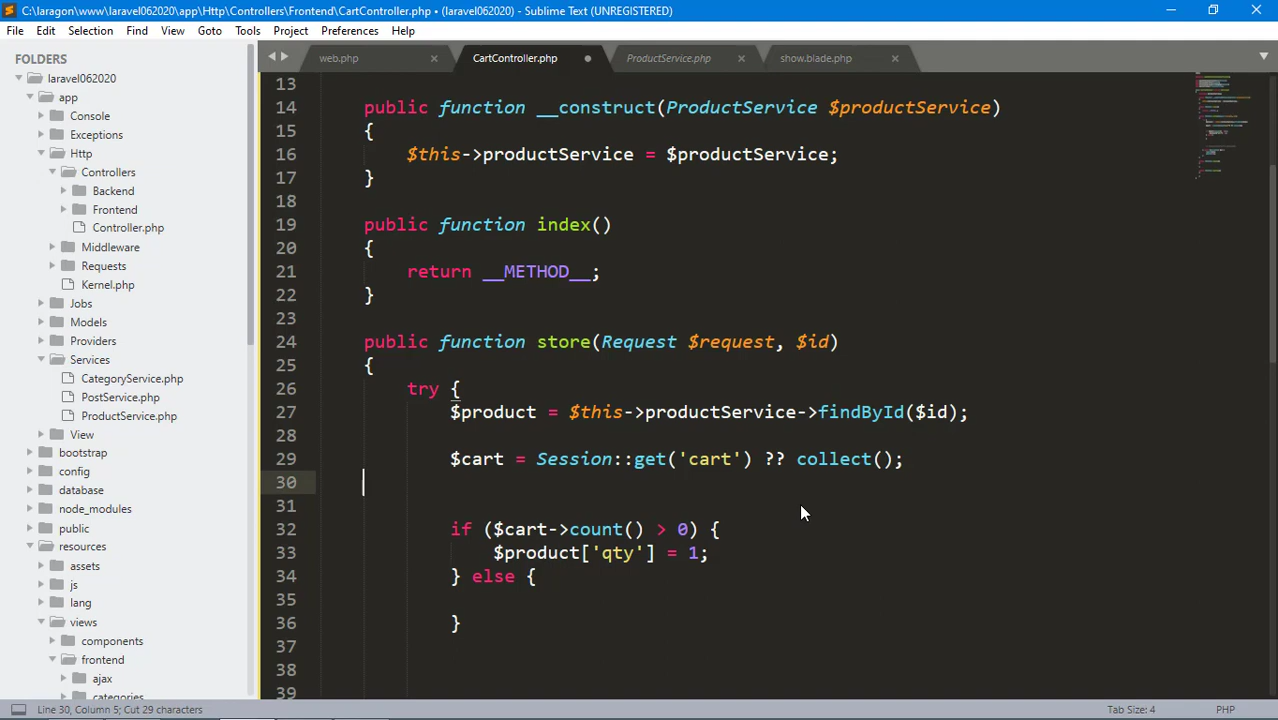 C:\laragon\www\laravel062020\app\Http\Controllers\Frontend\CartController.php • (laravel062020) - Sublime Text (UNREGISTERED)
File Edit Selection Find View Goto Tools Project Preferences Help
FOLDERS
laravel062020
app
Console
Exceptions
Http
Controllers
Backend
Frontend
Controller.php
Middleware
Requests
Kernel.php
Jobs
Models
Providers
Services
CategoryService.php
PostService.php
ProductService.php
View
bootstrap
config
database
node_modules
public
resources
assets
js
lang
views
components
frontend
ajax
categories
web.php CartController.php ProductService.php show.blade.php
13
14 public function __construct(ProductService $productService)
15 {
16 $this->productService = $productService;
17 }
18
19 public function index()
20 {
21 return __METHOD__;
22 }
23
24 public function store(Request $request, $id)
25 {
26 try {
27 $product = $this->productService->findById($id);
28
29 $cart = Session::get('cart') ?? collect();
30
31
32 if ($cart->count() > 0) {
33 $product['qty'] = 1;
34 } else {
35
36 }
37
38
39
Line 30, Column 5; Cut 29 characters Tab Size: 4 PHP